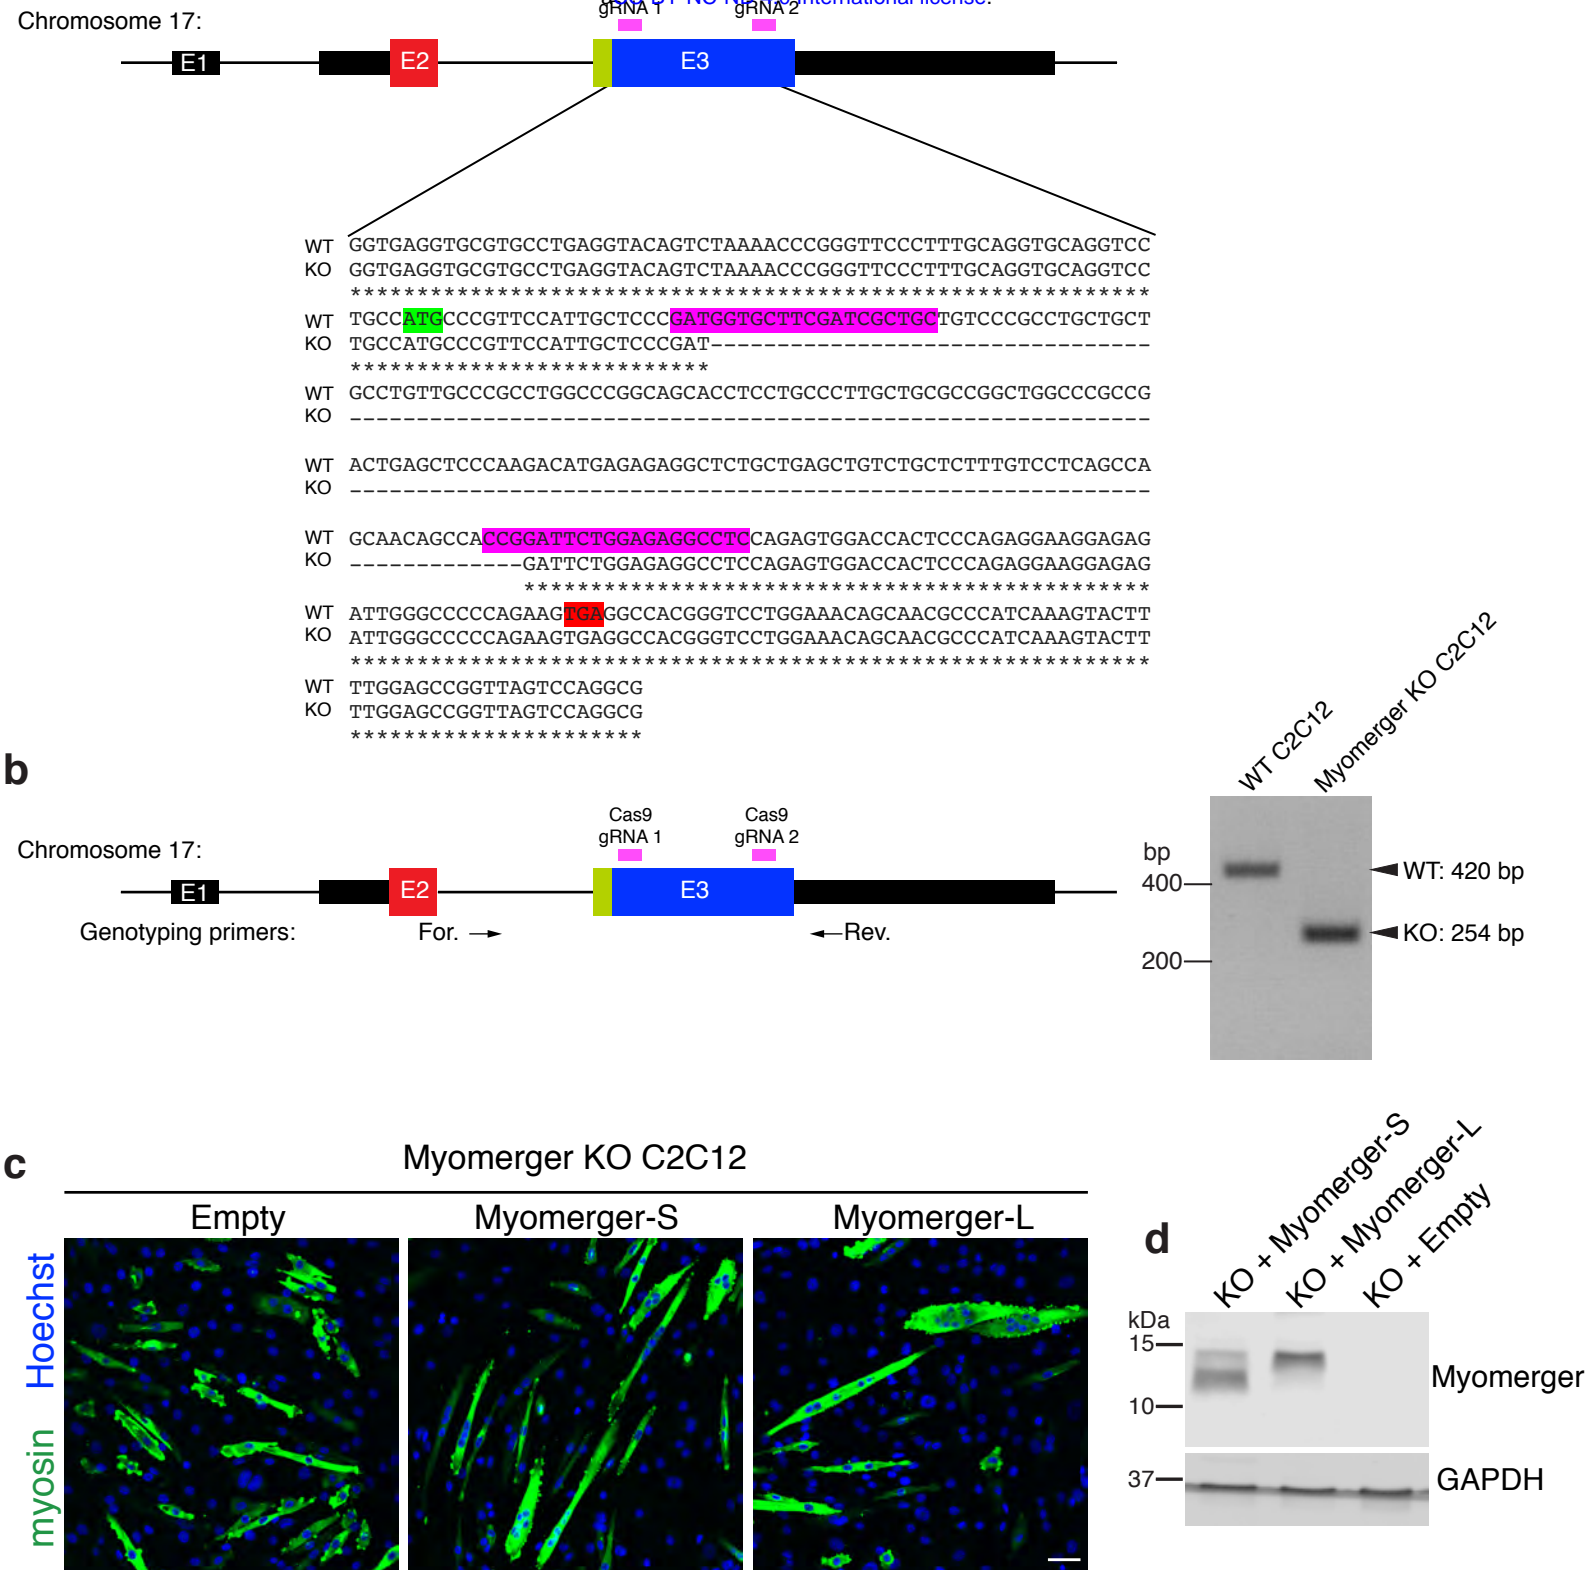 International license.
gRNA 1 gRNA 2
Chromosome 17:
E1 E2 E3
WT GGTGAGGTGCGTGCCTGAGGTACAGTCTAAAACCCGGGTTCCCTTTGCAGGTGCAGGTCC
KO GGTGAGGTGCGTGCCTGAGGTACAGTCTAAAACCCGGGTTCCCTTTGCAGGTGCAGGTCC
************************************************************
WT TGCCATGCCCGTTCCATTGCTCCCGATGGTGCTTCGATCGCTGCTGTCCCGCCTGCTGCT
KO TGCCATGCCCGTTCCATTGCTCCCGAT---------------------------------
***************************
WT GCCTGTTGCCCGCCTGGCCCGGCAGCACCTCCTGCCCTTGCTGCGCCGGCTGGCCCGCCG
KO ------------------------------------------------------------
WT ACTGAGCTCCCAAGACATGAGAGAGGCTCTGCTGAGCTGTCTGCTCTTTGTCCTCAGCCA
KO ------------------------------------------------------------
WT GCAACAGCCACCGGATTCTGGAGAGGCCTCCAGAGTGGACCACTCCCAGAGGAAGGAGAG
KO -------------GATTCTGGAGAGGCCTCCAGAGTGGACCACTCCCAGAGGAAGGAGAG
***********************************************
WT ATTGGGCCCCCAGAAGTGAGGCCACGGGTCCTGGAAACAGCAACGCCCATCAAAGTACTT
KO ATTGGGCCCCCAGAAGTGAGGCCACGGGTCCTGGAAACAGCAACGCCCATCAAAGTACTT
************************************************************
WT TTGGAGCCGGTTAGTCCAGGCG
KO TTGGAGCCGGTTAGTCCAGGCG
**********************
b
Cas9 gRNA 1
Cas9 gRNA 2
Chromosome 17:
E1 E2 E3
Genotyping primers: For. Rev.
WT C2C12
Myomerger KO C2C12
bp
400
200
WT: 420 bp
KO: 254 bp
c
Myomerger KO C2C12
Empty Myomerger-S Myomerger-L
myosin Hoechst
d
KO + Myomerger-S
KO + Myomerger-L
KO + Empty
kDa
15
10
Myomerger
37
GAPDH